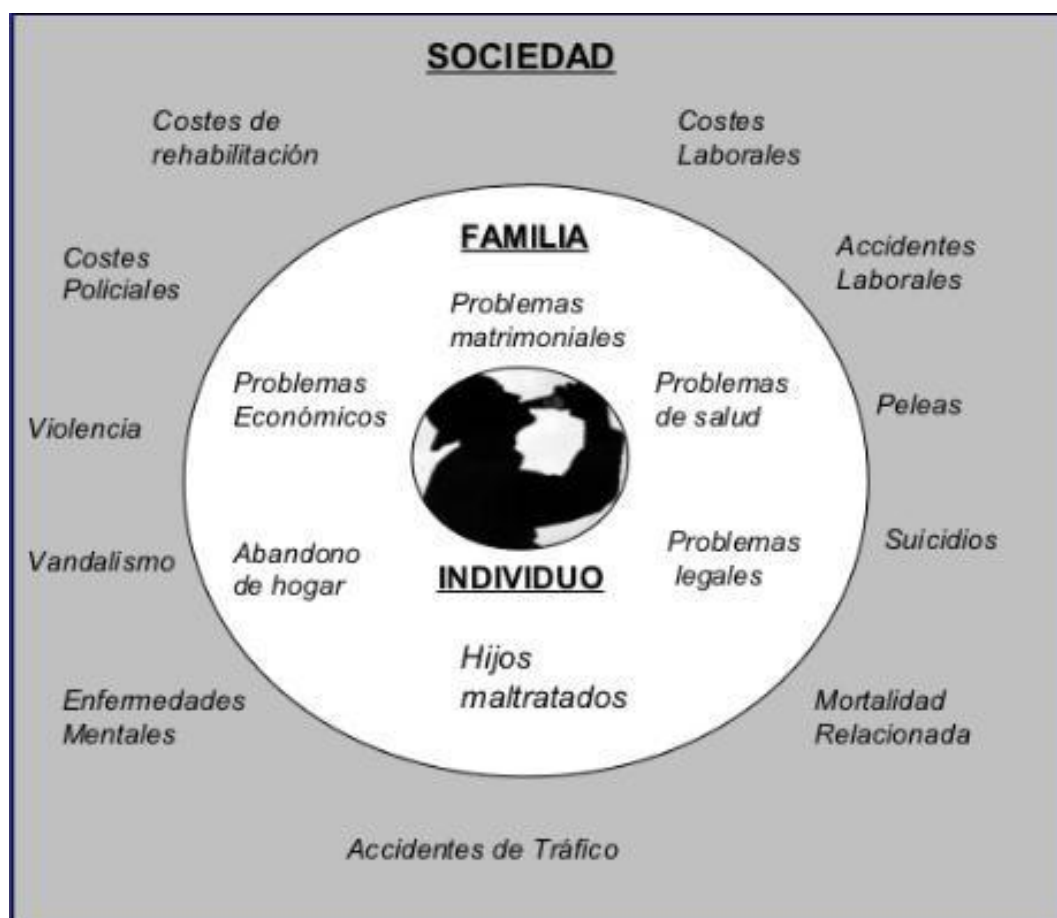 SOCIEDAD
Costes de
rehabilitación
Costes
Laborales
FAMILIA
Costes
Policiales
Accidentes
Laborales
Problemas
matrimoniales
Problemas
Económicos
Problemas
de salud
Violencia
Peleas
Vandalismo
Abandono
de hogar
INDIVIDUO
Problemas
legales
Suicidios
Hijos
maltratados
Enfermedades
Mentales
Mortalidad
Relacionada
Accidentes de Tráfico